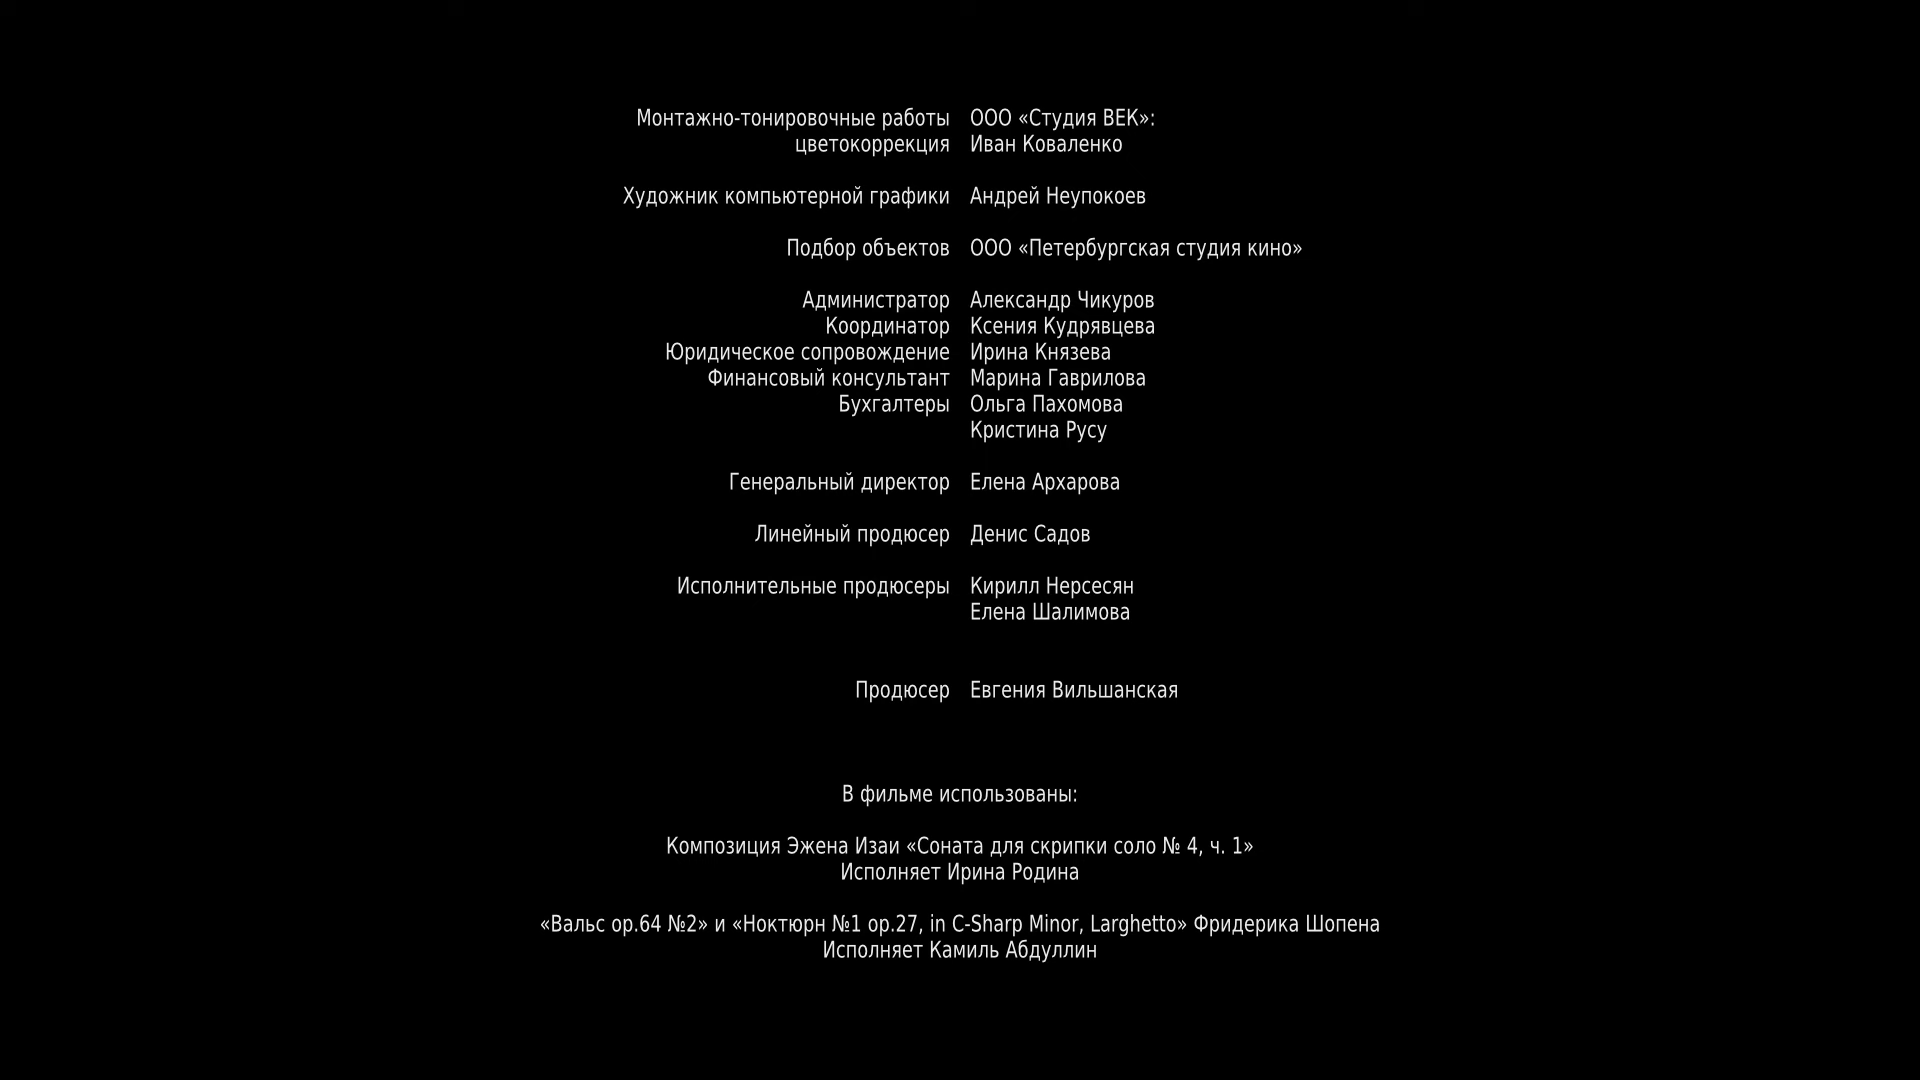 Монтажно-тонировочные работы ООО «Студия ВЕК»:
цветокоррекция Иван Коваленко
Художник компьютерной графики Андрей Неупокоев
Подбор объектов ООО «Петербургская студия кино»
Администратор Александр Чикуров
Координатор Ксения Кудрявцева
Юридическое сопровождение Ирина Князева
Финансовый консультант Марина Гаврилова
Бухгалтеры Ольга Пахомова
Кристина Русу
Генеральный директор Елена Архарова
Линейный продюсер Денис Садов
Исполнительные продюсеры Кирилл Нерсесян
Елена Шалимова
Продюсер Евгения Вильшанская
В фильме использованы:
Композиция Эжена Изаи «Соната для скрипки соло № 4, ч. 1»
Исполняет Ирина Родина
«Вальс op.64 №2» и «Ноктюрн №1 op.27, in C-Sharp Minor, Larghetto» Фридерика Шопена
Исполняет Камиль Абдуллин